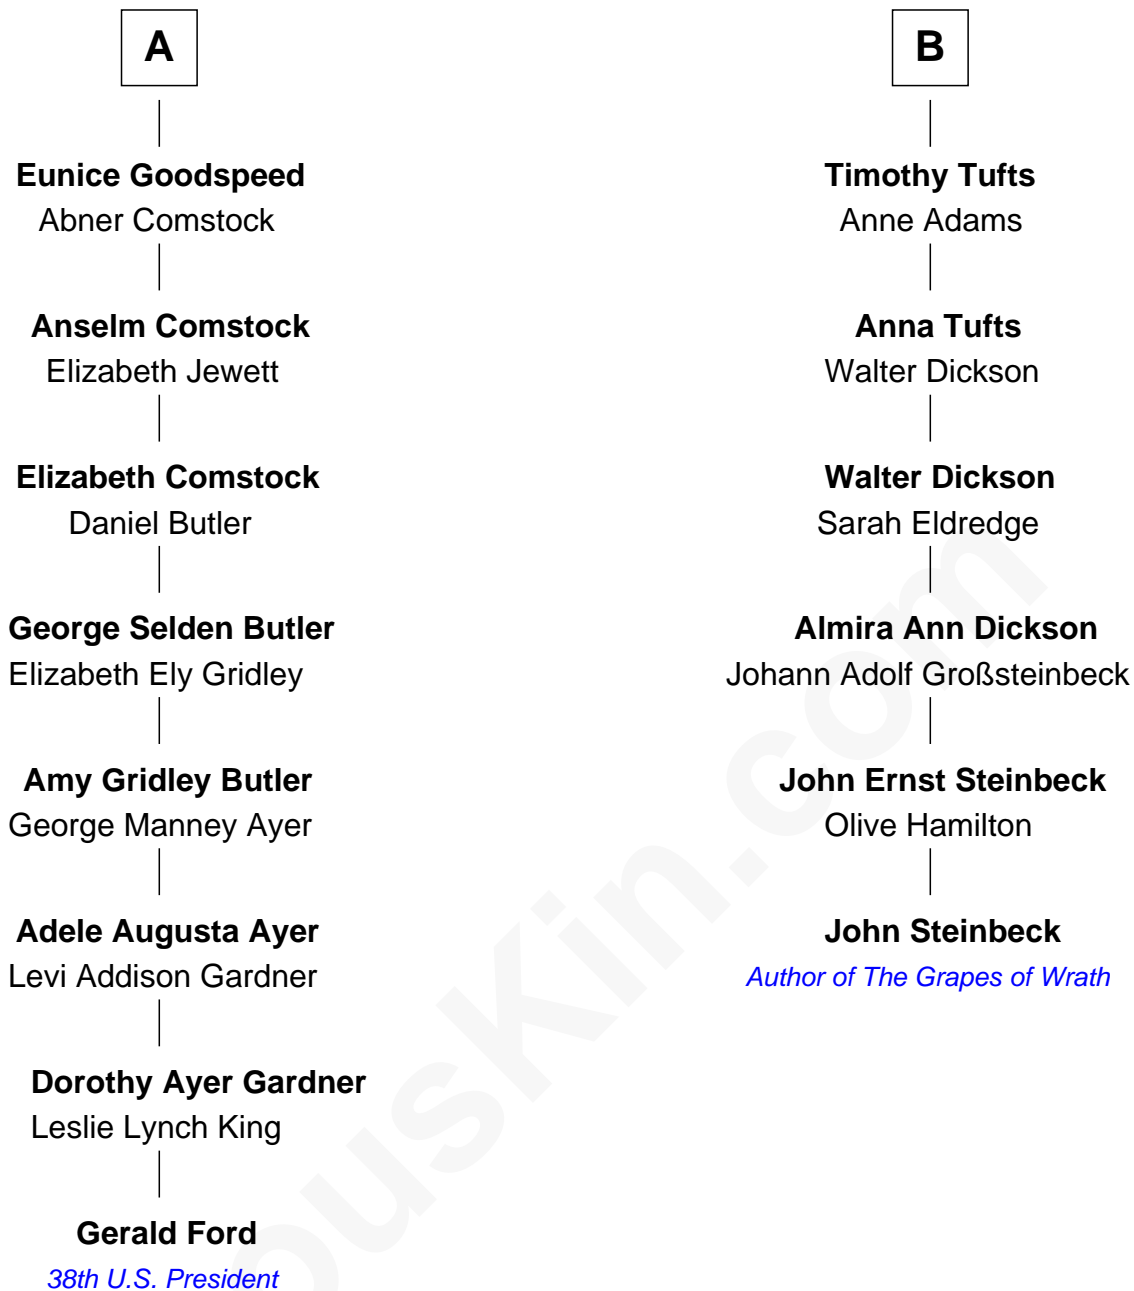 A
Eunice Goodspeed
Abner Comstock
Anselm Comstock
Elizabeth Jewett
Elizabeth Comstock
Daniel Butler
George Selden Butler
Elizabeth Ely Gridley
Amy Gridley Butler
George Manney Ayer
Adele Augusta Ayer
Levi Addison Gardner
Dorothy Ayer Gardner
Leslie Lynch King
Gerald Ford
38th U.S. President
B
Timothy Tufts
Anne Adams
Anna Tufts
Walter Dickson
Walter Dickson
Sarah Eldredge
Almira Ann Dickson
Johann Adolf Großsteinbeck
John Ernst Steinbeck
Olive Hamilton
John Steinbeck
Author of The Grapes of Wrath
ousKin.com